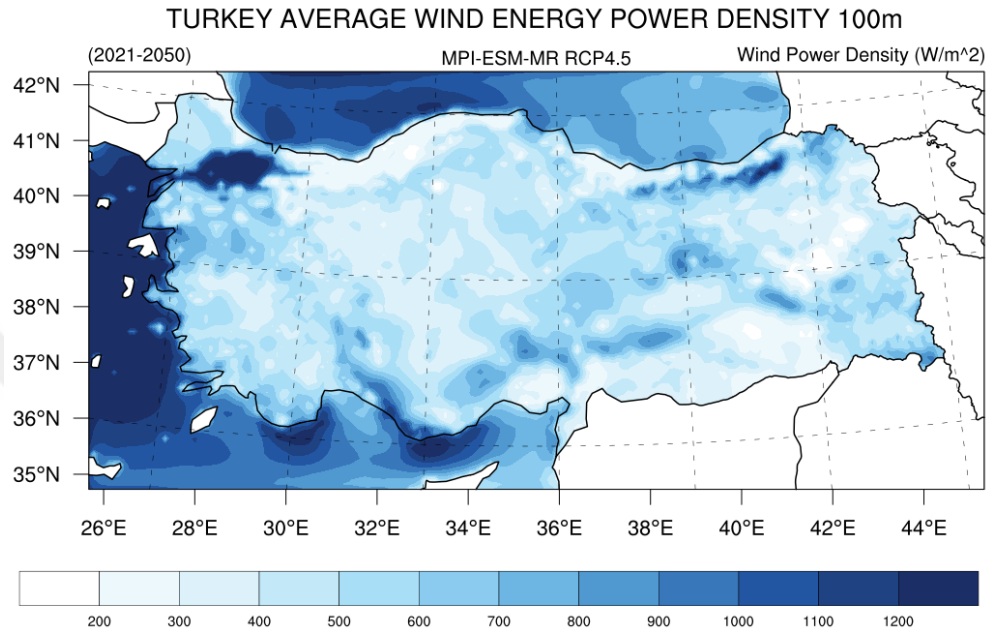 TURKEY AVERAGE WIND ENERGY POWER DENSITY 100m
(2021-2050) MPI-ESM-MR RCP4.5 Wind Power Density (W/m^2)
42°N
41°N
40°N
39°N
38°N
37°N
36°N
35°N
26°E 28°E 30°E 32°E 34°E 36°E 38°E 40°E 42°E 44°E
200 300 400 500 600 700 800 900 1000 1100 1200